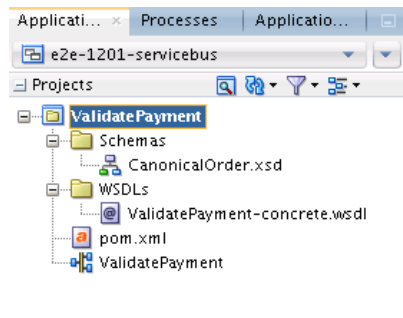 Applicati... × Processes Applicatio...
e2e-1201-servicebus
Projects
ValidatePayment
Schemas
CanonicalOrder.xsd
WSDLs
ValidatePayment-concrete.wsdl
pom.xml
ValidatePayment